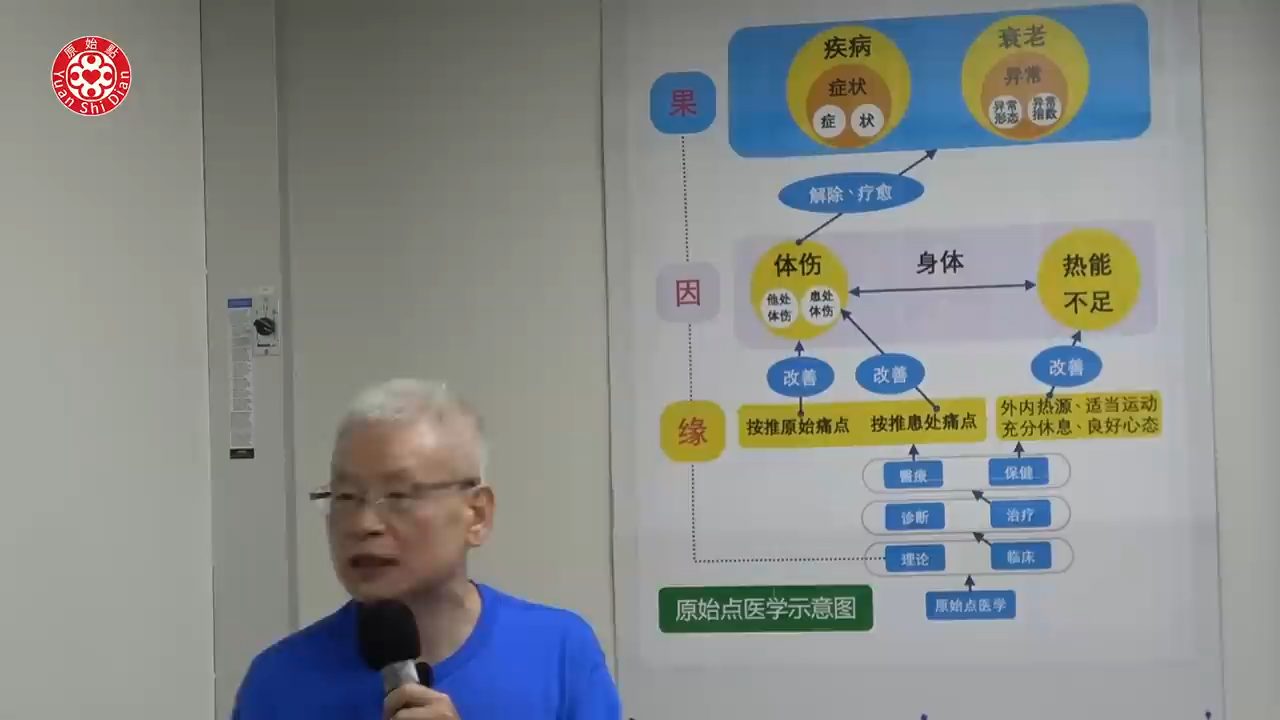 原始點
Yuan Shi Dian
果
疾病
症状
症
状
衰老
异常
异常
形态
异常
指数
解除、疗愈
因
体伤
他处
体伤
患处
体伤
身体
热能
不足
改善
改善
改善
缘
按推原始痛点
按推患处痛点
外内热源、适当运动
充分休息、良好心态
醫療
保健
诊断
治疗
理论
临床
原始点医学示意图
原始点医学